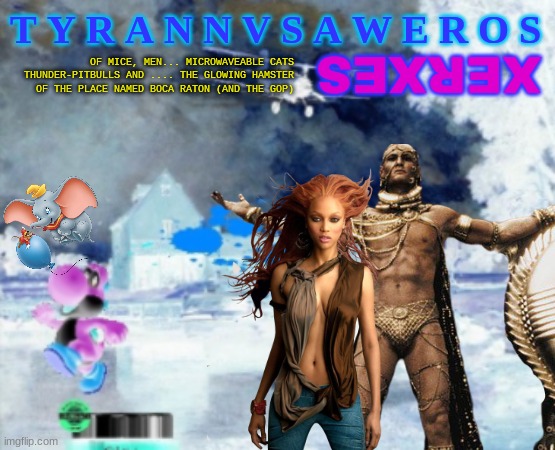 TYRANNVSAWEROS
OF MICE, MEN... MICROWAVEABLE CATS
THUNDER-PITBULLS AND .... THE GLOWING HAMSTER
OF THE PLACE NAMED BOCA RATON (AND THE GOP)
XERXES
imgflip.com